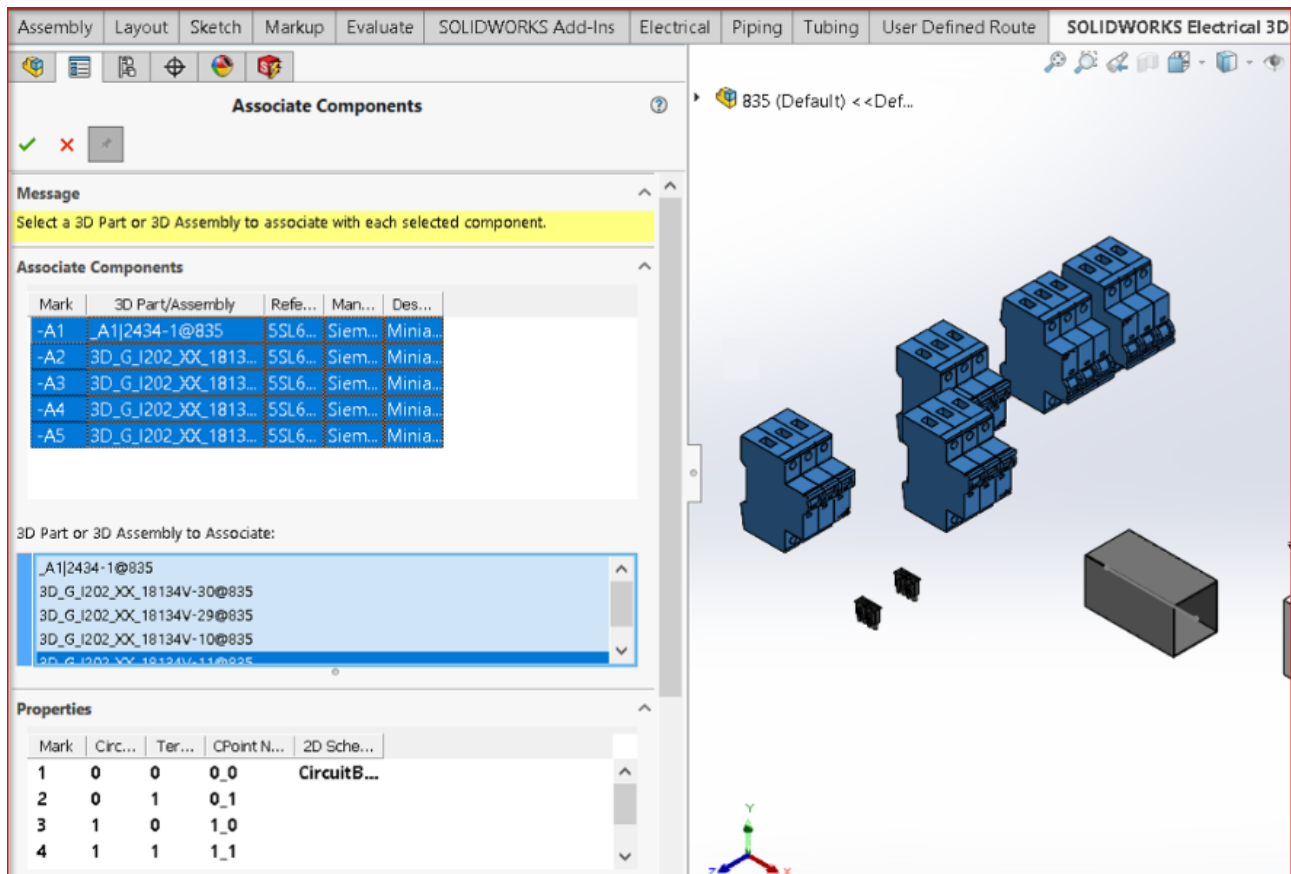 Assembly Layout Sketch Markup Evaluate SOLIDWORKS Add-Ins Electrical Piping Tubing User Defined Route SOLIDWORKS Electrical 3D
Associate Components
835 (Default) <<Def...
Message
Select a 3D Part or 3D Assembly to associate with each selected component.
Associate Components
Mark 3D Part/Assembly Refe... Man... Des...
-A1 _A1|2434-1@835 5SL6... Siem... Minia...
-A2 3D_G_I202_XX_1813... 5SL6... Siem... Minia...
-A3 3D_G_I202_XX_1813... 5SL6... Siem... Minia...
-A4 3D_G_I202_XX_1813... 5SL6... Siem... Minia...
-A5 3D_G_I202_XX_1813... 5SL6... Siem... Minia...
3D Part or 3D Assembly to Associate:
_A1|2434-1@835
3D_G_I202_XX_18134V-30@835
3D_G_I202_XX_18134V-29@835
3D_G_I202_XX_18134V-10@835
3D_G_I202_XX_18134V-11@835
Properties
Mark Circ... Ter... CPoint N... 2D Sche...
1 0 0 0_0 CircuitB...
2 0 1 0_1
3 1 0 1_0
4 1 1 1_1
Y
Z X